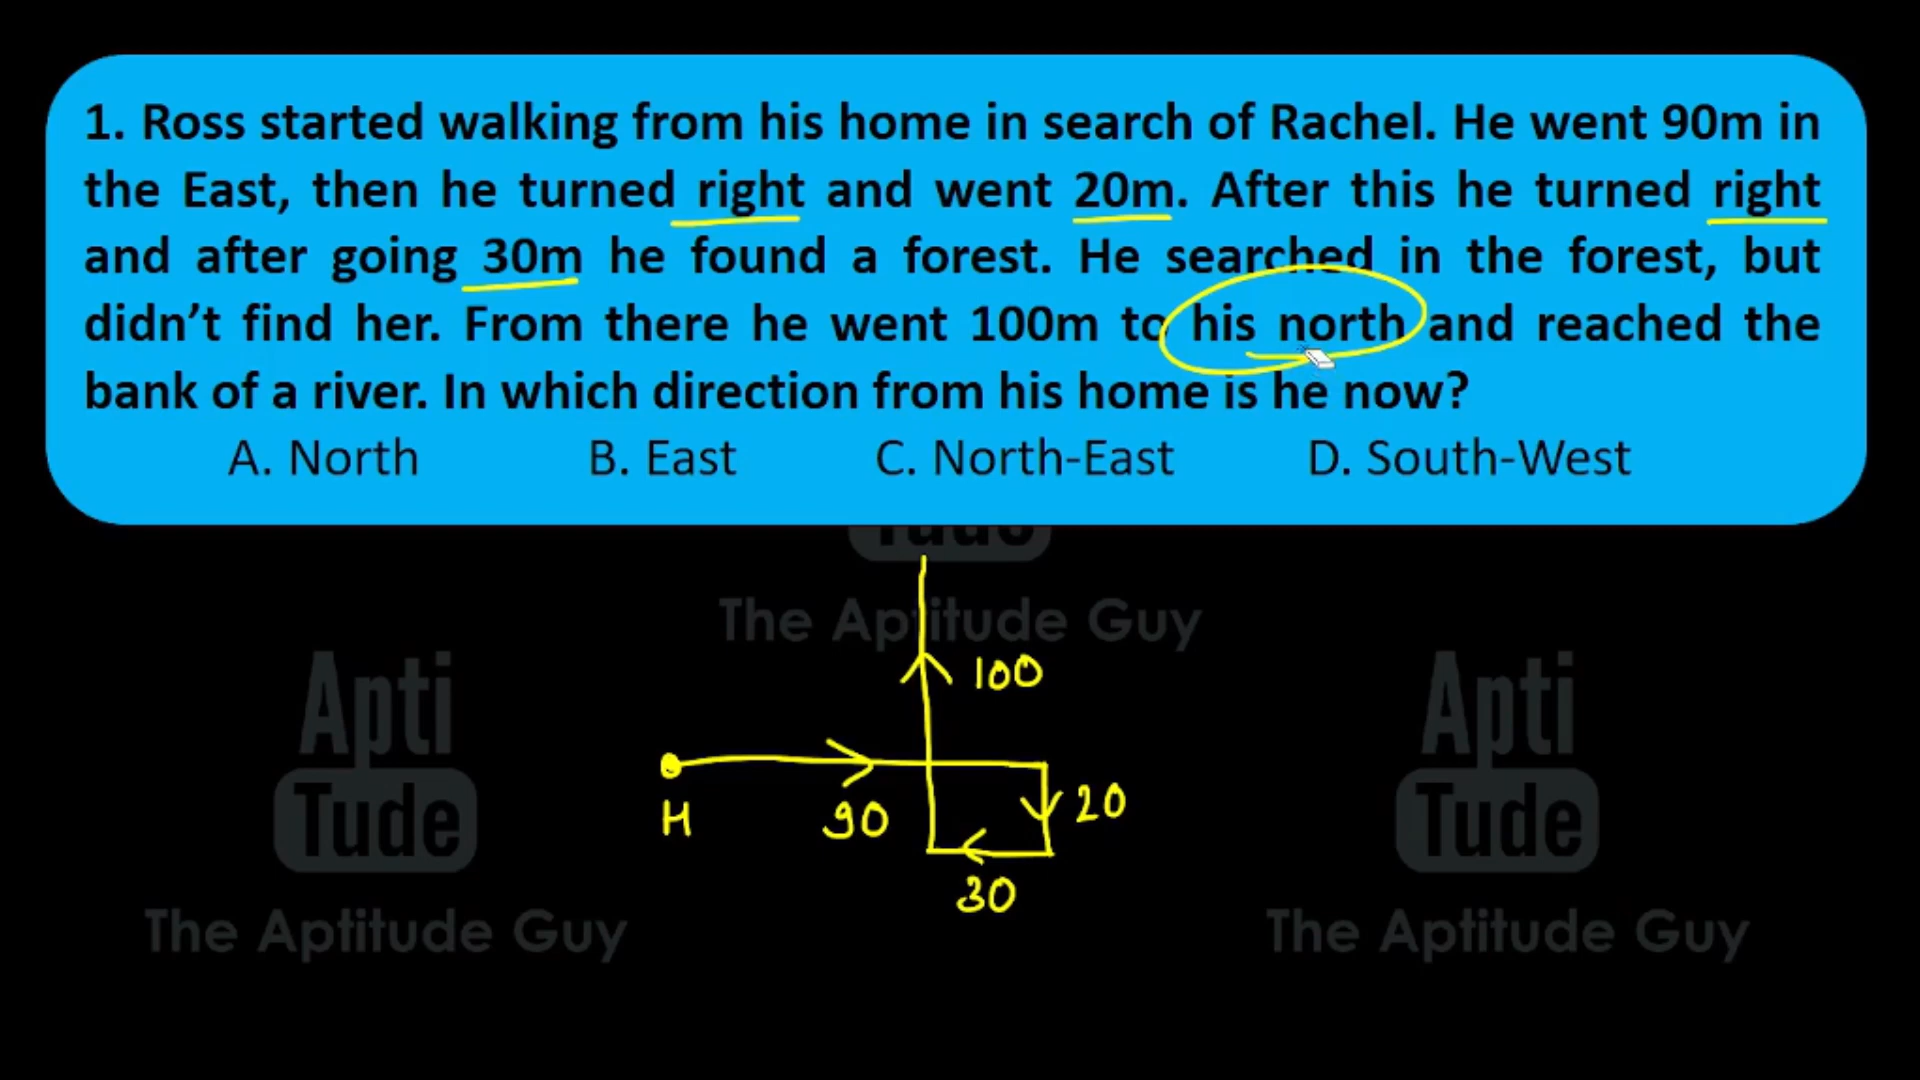 1. Ross started walking from his home in search of Rachel. He went 90m in
the East, then he turned right and went 20m. After this he turned right
and after going 30m he found a forest. He searched in the forest, but
didn’t find her. From there he went 100m to his north and reached the
bank of a river. In which direction from his home is he now?
A. North B. East C. North-East D. South-West
Tude
The Aptitude Guy
100
Apti
Tude
The Aptitude Guy
H
90
20
30
Apti
Tude
The Aptitude Guy